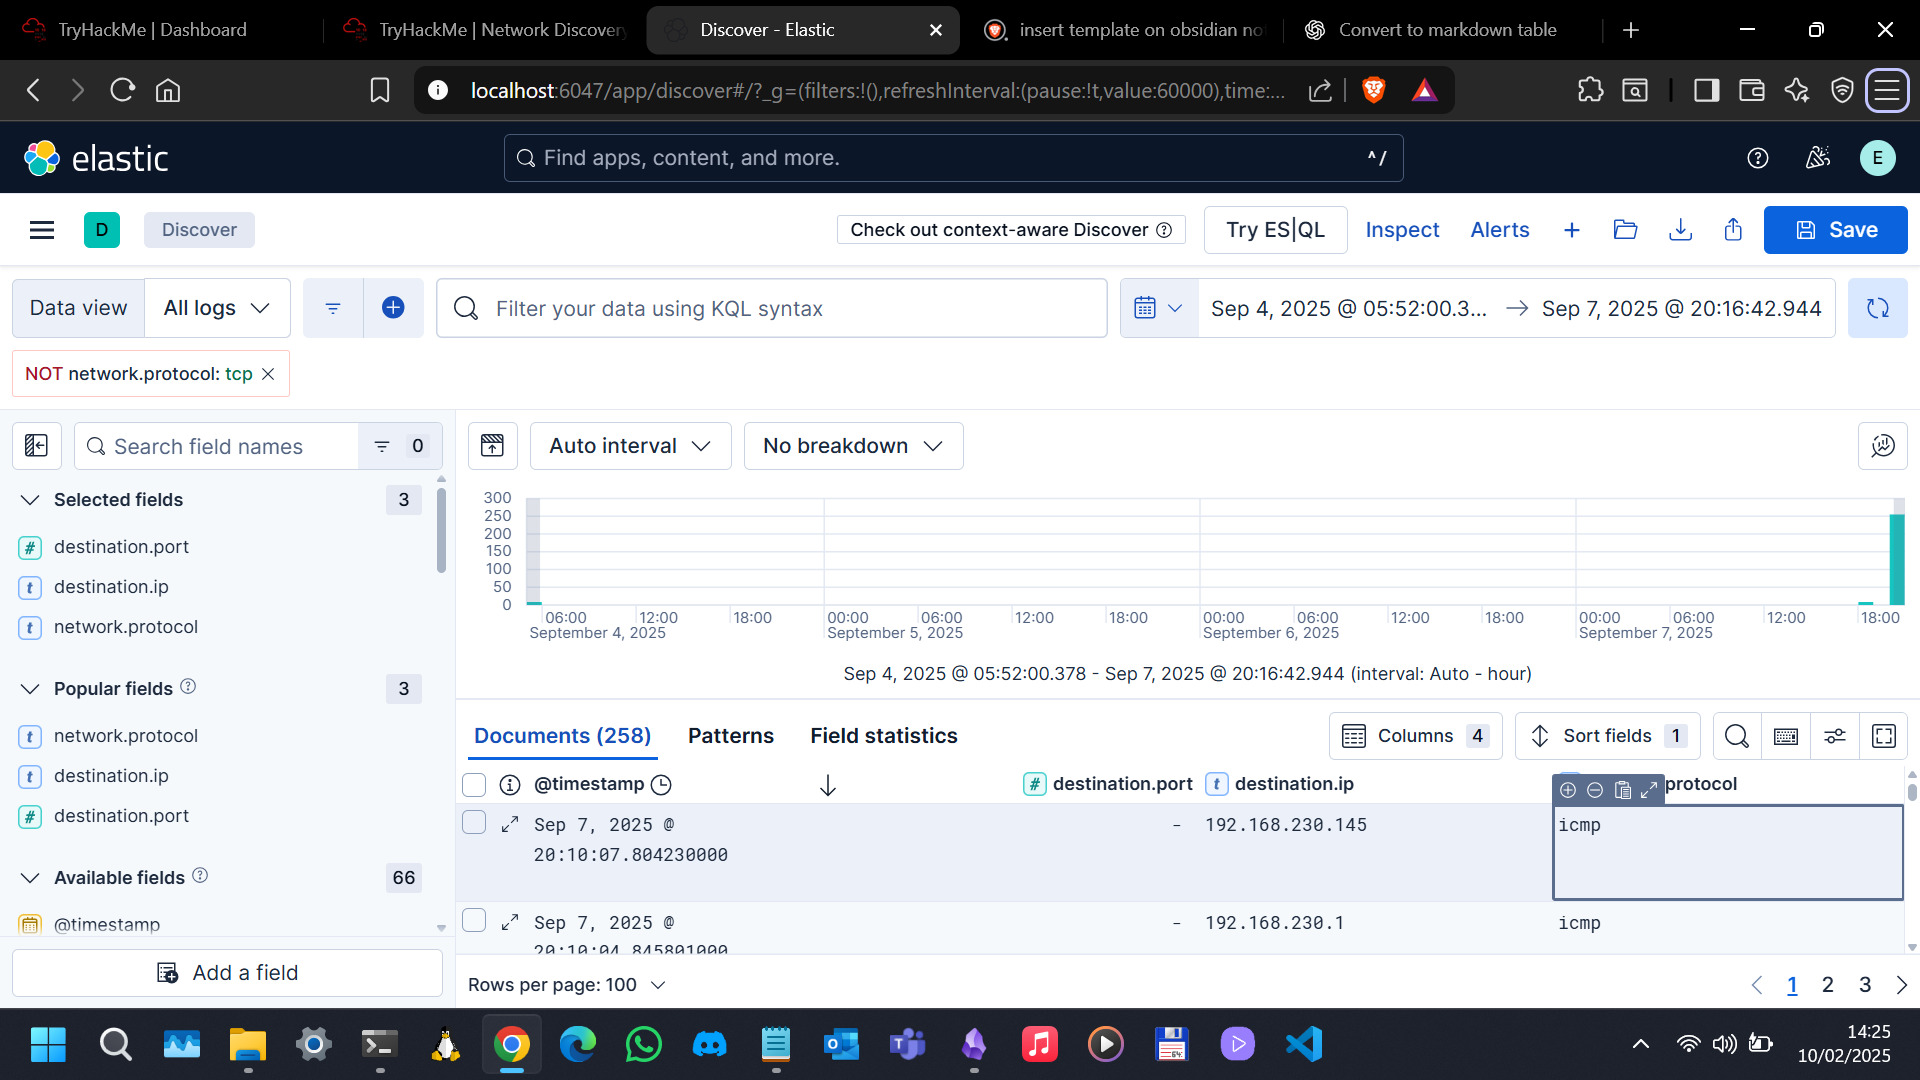 TryHackMe | Dashboard
TryHackMe | Network Discovery
Discover - Elastic
insert template on obsidian no
Convert to markdown table
localhost:6047/app/discover#/?_g=(filters:!(),refreshInterval:(pause:!t,value:60000),time:...
elastic
Find apps, content, and more.
^ /
E
D
Discover
Check out context-aware Discover
Try ES|QL
Inspect
Alerts
Save
Data view
All logs
Filter your data using KQL syntax
Sep 4, 2025 @ 05:52:00.3...
Sep 7, 2025 @ 20:16:42.944
NOT network.protocol: tcp
Search field names
0
Auto interval
No breakdown
Selected fields
3
destination.port
destination.ip
network.protocol
Popular fields
3
network.protocol
destination.ip
destination.port
Available fields
66
@timestamp
Add a field
300
250
200
150
100
50
0
06:00 12:00 18:00 00:00 06:00 12:00 18:00 00:00 06:00 12:00 18:00 00:00 06:00 12:00 18:00
September 4, 2025 September 5, 2025 September 6, 2025 September 7, 2025
Sep 4, 2025 @ 05:52:00.378 - Sep 7, 2025 @ 20:16:42.944 (interval: Auto - hour)
Documents (258)
Patterns
Field statistics
Columns 4
Sort fields 1
@timestamp
# destination.port
t destination.ip
protocol
Sep 7, 2025 @
20:10:07.804230000
-
192.168.230.145
icmp
Sep 7, 2025 @
20:10:04.845801000
-
192.168.230.1
icmp
Rows per page: 100
1 2 3
14:25
10/02/2025